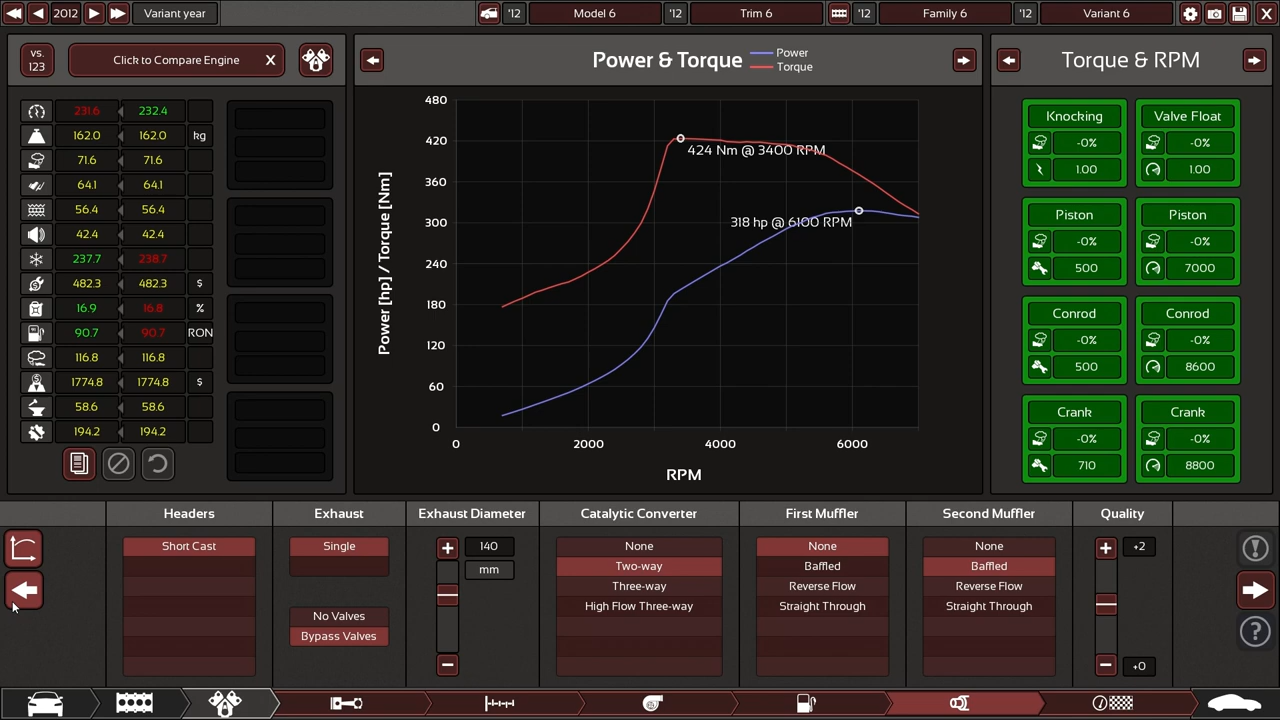 2012
Variant year
'12
Model 6
'12
Trim 6
'12
Family 6
'12
Variant 6
vs.
123
Click to Compare Engine
X
231.6 232.4
162.0 162.0 kg
71.6 71.6
64.1 64.1
56.4 56.4
42.4 42.4
237.7 238.7
482.3 482.3 $
16.9 16.8 %
90.7 90.7 RON
116.8 116.8
1774.8 1774.8 $
58.6 58.6
194.2 194.2
Power & Torque
Power
Torque
Power [hp] / Torque [Nm]
480
420
360
300
240
180
120
60
0
424 Nm @ 3400 RPM
318 hp @ 6100 RPM
0 2000 4000 6000
RPM
Torque & RPM
Knocking Valve Float
-0% -0%
1.00 1.00
Piston Piston
-0% -0%
500 7000
Conrod Conrod
-0% -0%
500 8600
Crank Crank
-0% -0%
710 8800
Headers
Short Cast
Exhaust
Single
No Valves
Bypass Valves
Exhaust Diameter
+ 140
mm
−
Catalytic Converter
None
Two-way
Three-way
High Flow Three-way
First Muffler
None
Baffled
Reverse Flow
Straight Through
Second Muffler
None
Baffled
Reverse Flow
Straight Through
Quality
+ +2
− +0
!
?